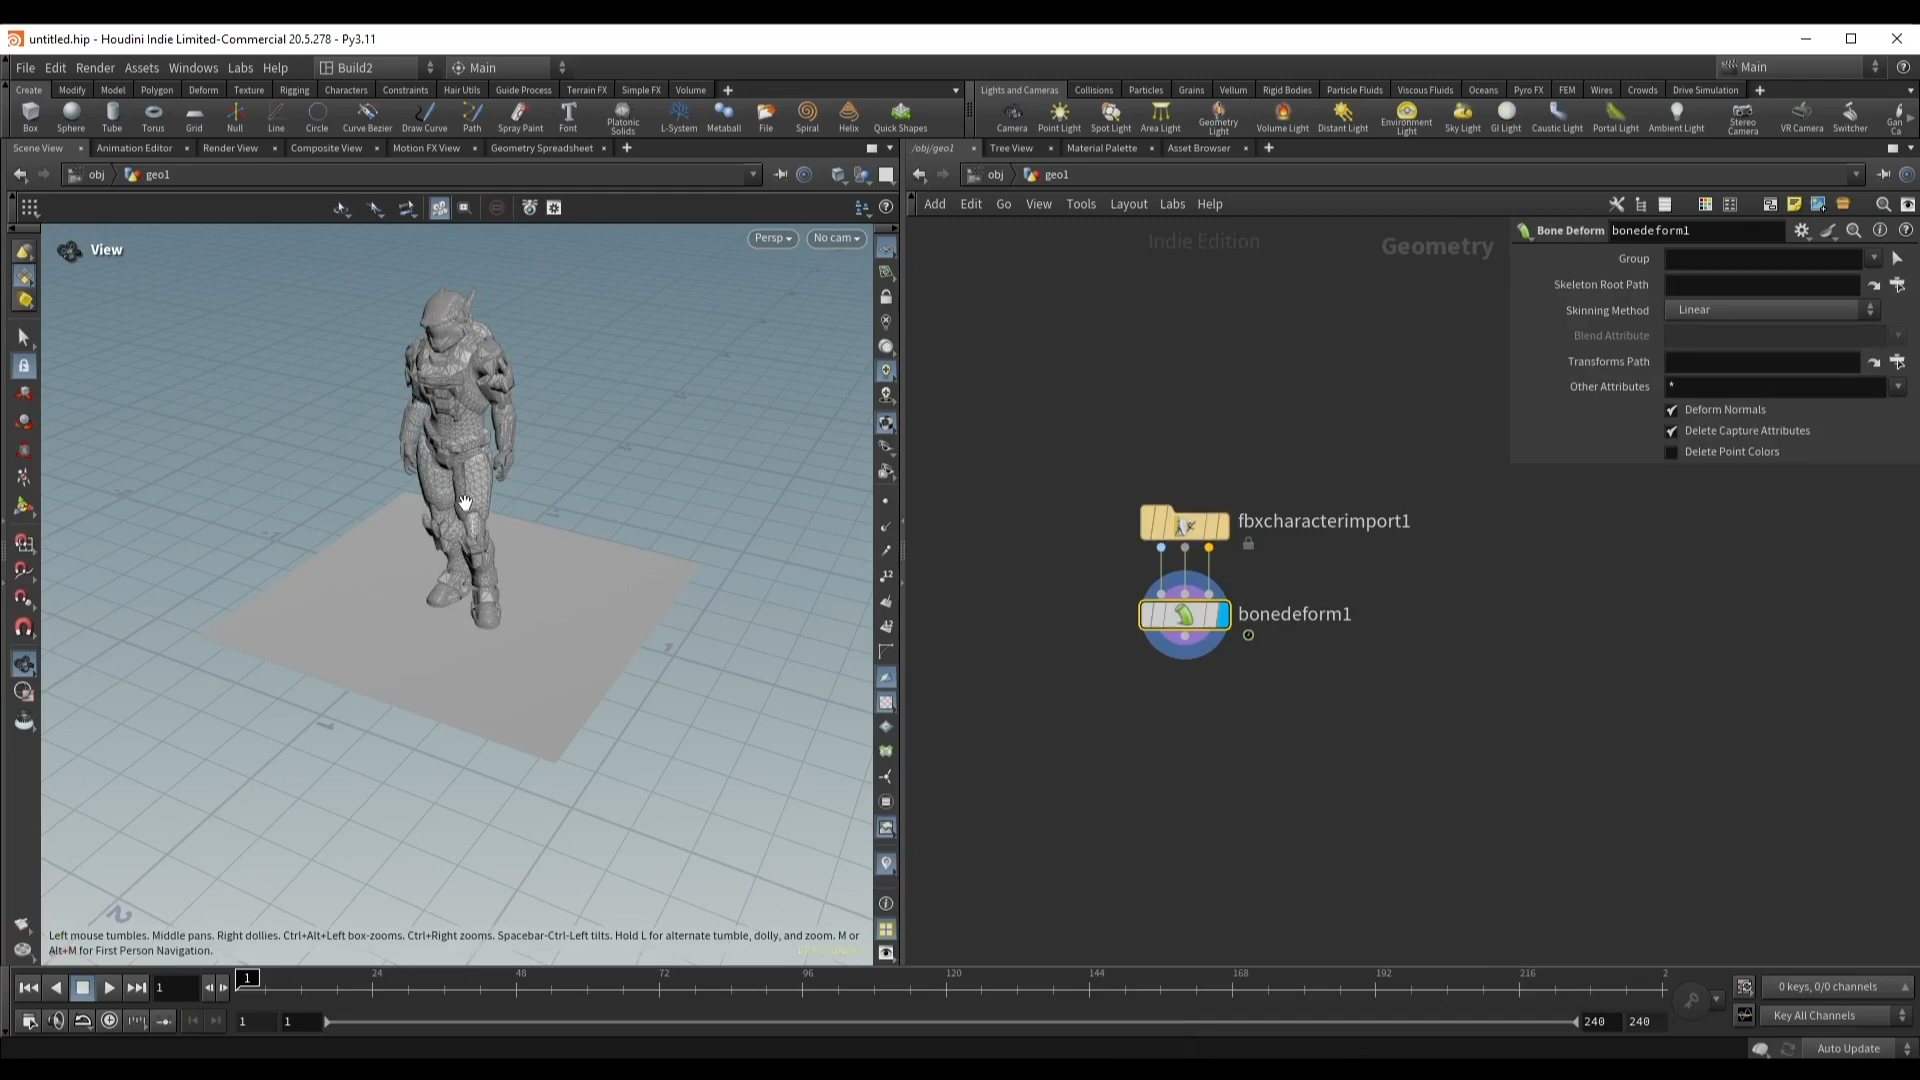 untitled.hip - Houdini Indie Limited-Commercial 20.5.278 - Py3.11
File Edit Render Assets Windows Labs Help Build2 Main Main
Create Modify Model Polygon Deform Texture Rigging Characters Constraints Hair Utils Guide Process Terrain FX Simple FX Volume
Lights and Cameras Collisions Particles Grains Vellum Rigid Bodies Particle Fluids Viscous Fluids Oceans Pyro FX FEM Wires Crowds Drive Simulation
Box Sphere Tube Torus Grid Null Line Circle Curve Bezier Draw Curve Path Spray Paint Font Platonic Solids L-System Metaball File Spiral Helix Quick Shapes
Camera Point Light Spot Light Area Light Geometry Light Volume Light Distant Light Environment Light Sky Light GI Light Caustic Light Portal Light Ambient Light Stereo Camera VR Camera Switcher Gan Ca
Scene View Animation Editor Render View Composite View Motion FX View Geometry Spreadsheet
/obj/geo1 Tree View Material Palette Asset Browser
obj geo1
obj geo1
Add Edit Go View Tools Layout Labs Help
View
Persp No cam
Indie Edition
Geometry
Bone Deform bonedeform1
Group
Skeleton Root Path
Skinning Method Linear
Blend Attribute
Transforms Path
Other Attributes *
Deform Normals
Delete Capture Attributes
Delete Point Colors
fbxcharacterimport1
bonedeform1
12
12
1
1
2
Left mouse tumbles. Middle pans. Right dollies. Ctrl+Alt+Left box-zooms. Ctrl+Right zooms. Spacebar-Ctrl-Left tilts. Hold L for alternate tumble, dolly, and zoom. M or
Alt+M for First Person Navigation.
1 1 24 48 72 96 120 144 168 192 216 2
0 keys, 0/0 channels
1 1 240 240
Key All Channels
Auto Update